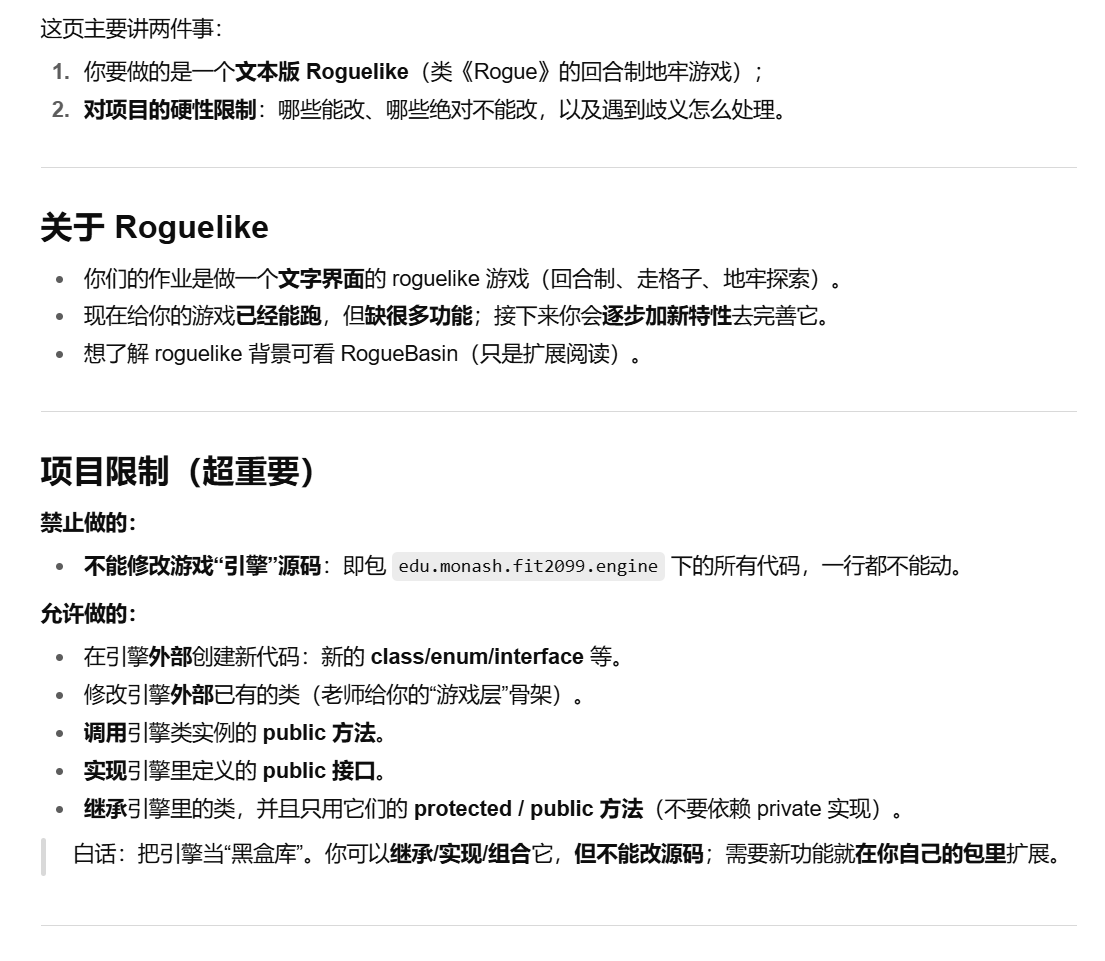 这页主要讲两件事：
1. 你要做的是一个文本版 Roguelike（类《Rogue》的回合制地牢游戏）；
2. 对项目的硬性限制：哪些能改、哪些绝对不能改，以及遇到歧义怎么处理。
关于 Roguelike
• 你们的作业是做一个文字界面的 roguelike 游戏（回合制、走格子、地牢探索）。
• 现在给你的游戏已经能跑，但缺很多功能；接下来你会逐步加新特性去完善它。
• 想了解 roguelike 背景可看 RogueBasin（只是扩展阅读）。
项目限制（超重要）
禁止做的：
• 不能修改游戏“引擎”源码：即包 edu.monash.fit2099.engine 下的所有代码，一行都不能动。
允许做的：
• 在引擎外部创建新代码：新的 class/enum/interface 等。
• 修改引擎外部已有的类（老师给你的“游戏层”骨架）。
• 调用引擎类实例的 public 方法。
• 实现引擎里定义的 public 接口。
• 继承引擎里的类，并且只用它们的 protected / public 方法（不要依赖 private 实现）。
白话：把引擎当“黑盒库”。你可以继承/实现/组合它，但不能改源码；需要新功能就在你自己的包里扩展。